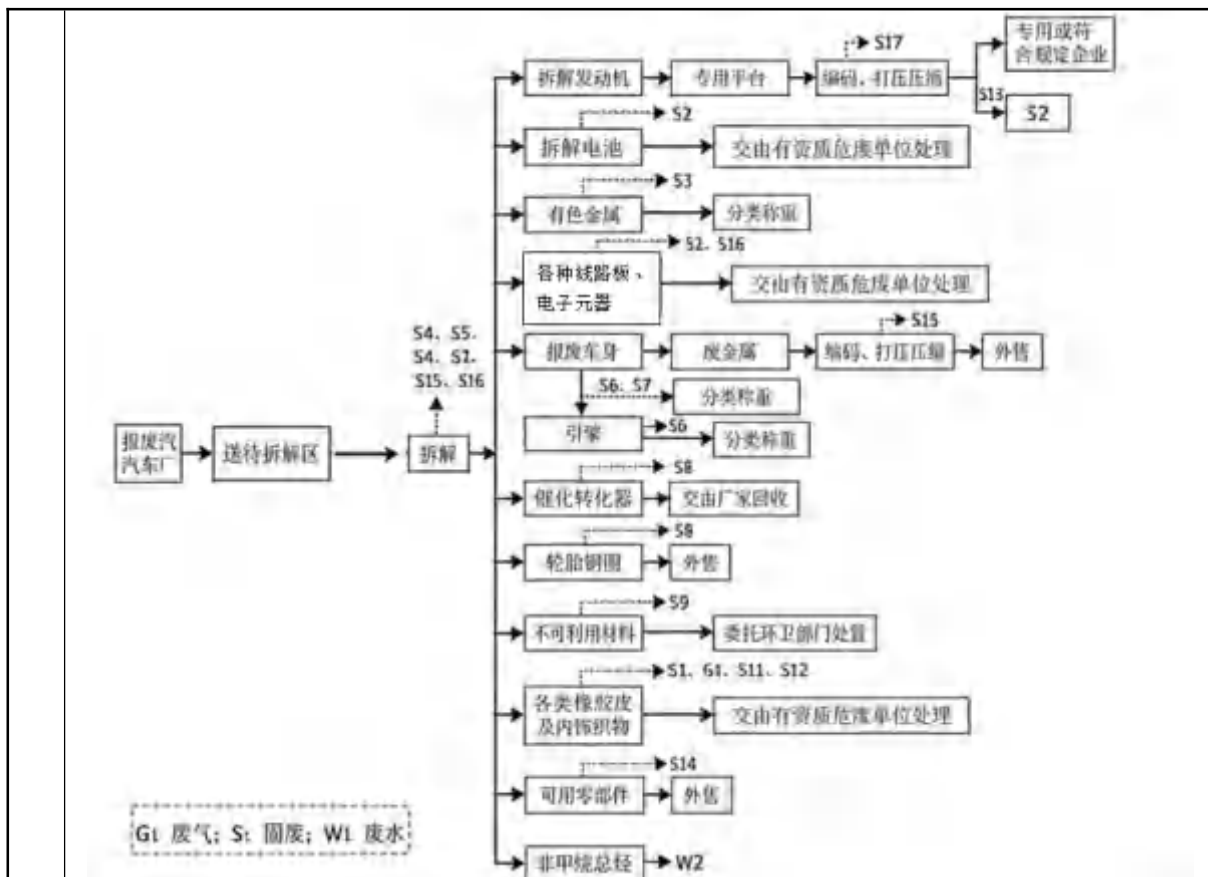 S17
专用或符
合规定企业
拆解发动机
专用平台
编码、打压压缩
S13
S2
S2
拆解电池
交由有资质危废单位处理
S3
有色金属
分类称重
S2、S16
各种线路板、
电子元器
交由有资质危废单位处理
S4、S5、
S4、S1、
S15、S16
S15
报废车身
废金属
编码、打压压缩
外售
S6、S7
分类称重
引擎
S6
分类称重
报废汽
汽车厂
送待拆解区
拆解
S8
催化转化器
交由厂家回收
S8
轮胎钢圈
外售
S9
不可利用材料
委托环卫部门处置
S1、G1、S11、S12
各类橡胶皮
及内饰织物
交由有资质危废单位处理
S14
可用零部件
外售
G: 废气; S: 固废; W: 废水
非甲烷总烃
W2